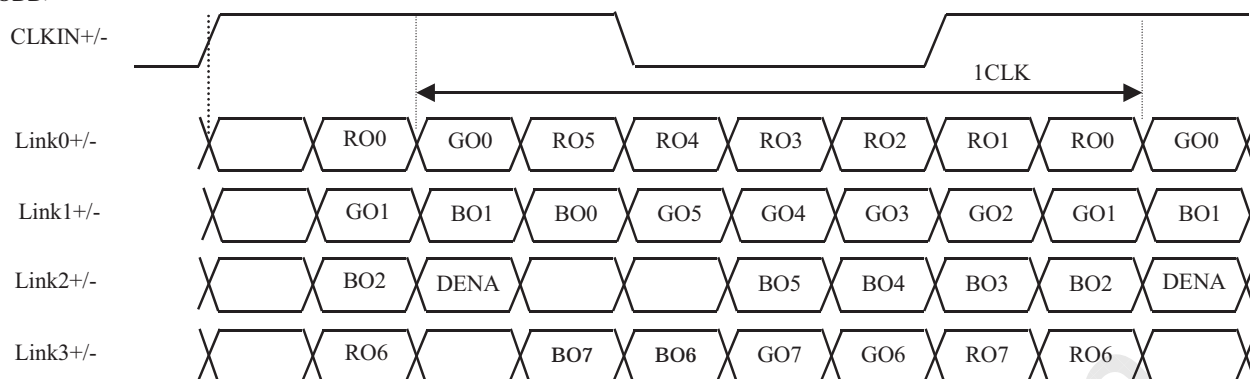 CLKIN+/-
1CLK
Link0+/- RO0 GO0 RO5 RO4 RO3 RO2 RO1 RO0 GO0
Link1+/- GO1 BO1 BO0 GO5 GO4 GO3 GO2 GO1 BO1
Link2+/- BO2 DENA BO5 BO4 BO3 BO2 DENA
Link3+/- RO6 BO7 BO6 GO7 GO6 RO7 RO6